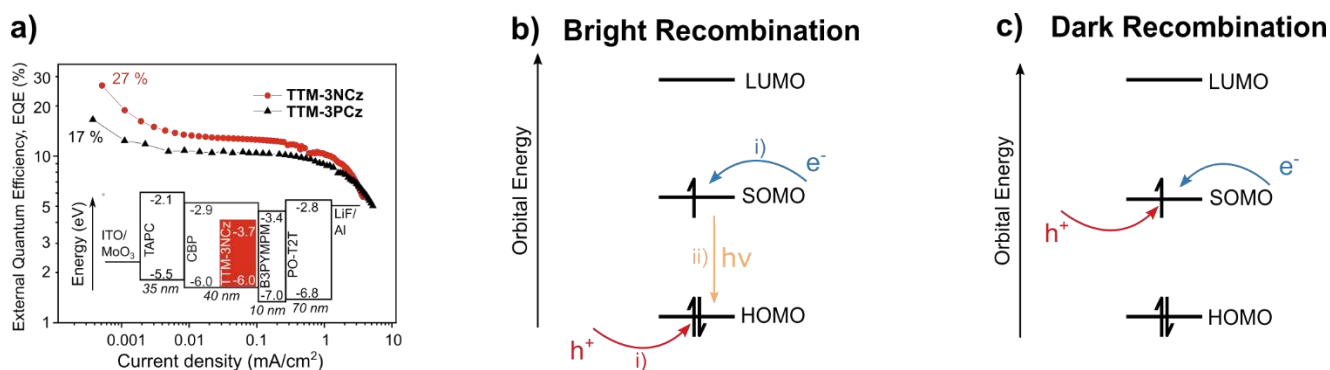 a)
External Quantum Efficiency, EQE (%)
30
20
10
5
2
1
27 %
17 %
TTM-3NCz
TTM-3PCz
Energy (eV)
ITO/
MoO3
-2.1
TAPC
-5.5
35 nm
-2.9
CBP
-6.0
40 nm
-3.7
TTM-3NCz
-6.0
-3.4
B3PYMPM
-7.0
10 nm
-2.8
PO-T2T
-6.8
70 nm
LiF/
Al
0.001
0.01
0.1
1
10
Current density (mA/cm²)
b) Bright Recombination
Orbital Energy
LUMO
i)
e-
SOMO
ii) hν
HOMO
h+
i)
c) Dark Recombination
Orbital Energy
LUMO
e-
SOMO
h+
HOMO